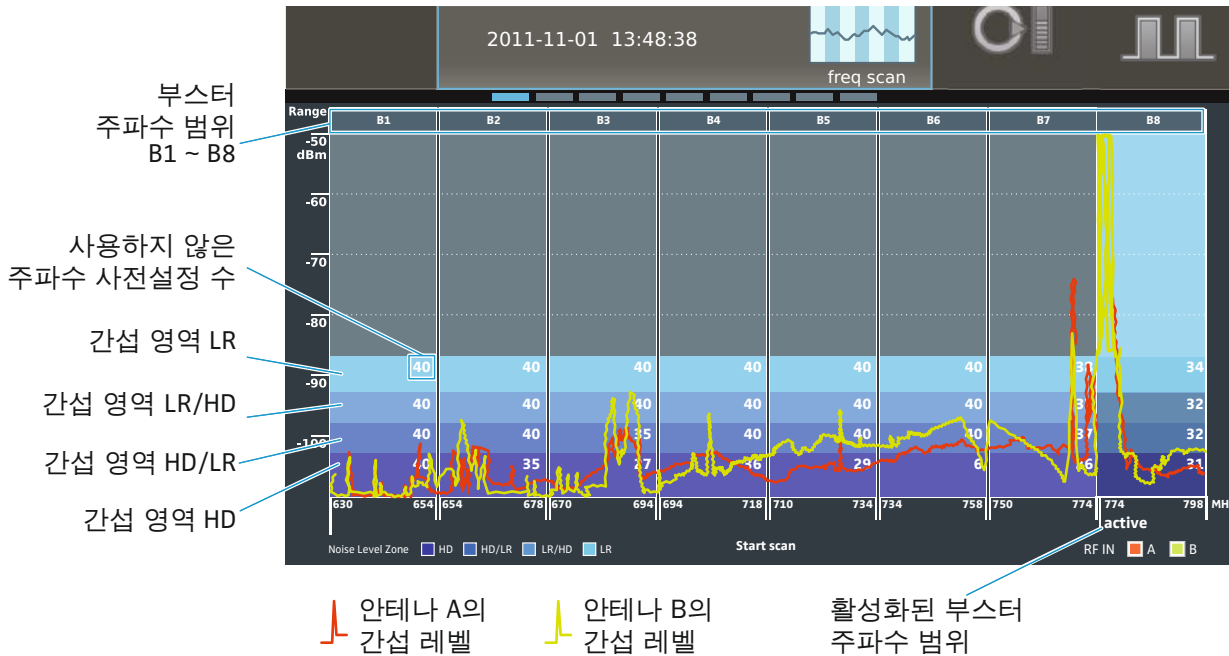 2011-11-01 13:48:38
freq scan
부스터
주파수 범위
B1 ~ B8
Range
B1 B2 B3 B4 B5 B6 B7 B8
-50
dBm
-60
사용하지 않은
주파수 사전설정 수
-70
-80
간섭 영역 LR
40 40 40 40 40 40 34
-90
간섭 영역 LR/HD
40 40 40 40 40 40 32
간섭 영역 HD/LR
40 40 35 40 40 40 37 32
-100
40 35 27 36 29 6 6 31
간섭 영역 HD
630 654 654 678 670 694 694 718 710 734 734 758 750 774 774 798 MH
active
Noise Level Zone HD HD/LR LR/HD LR
Start scan
RF IN A B
안테나 A의
간섭 레벨
안테나 B의
간섭 레벨
활성화된 부스터
주파수 범위